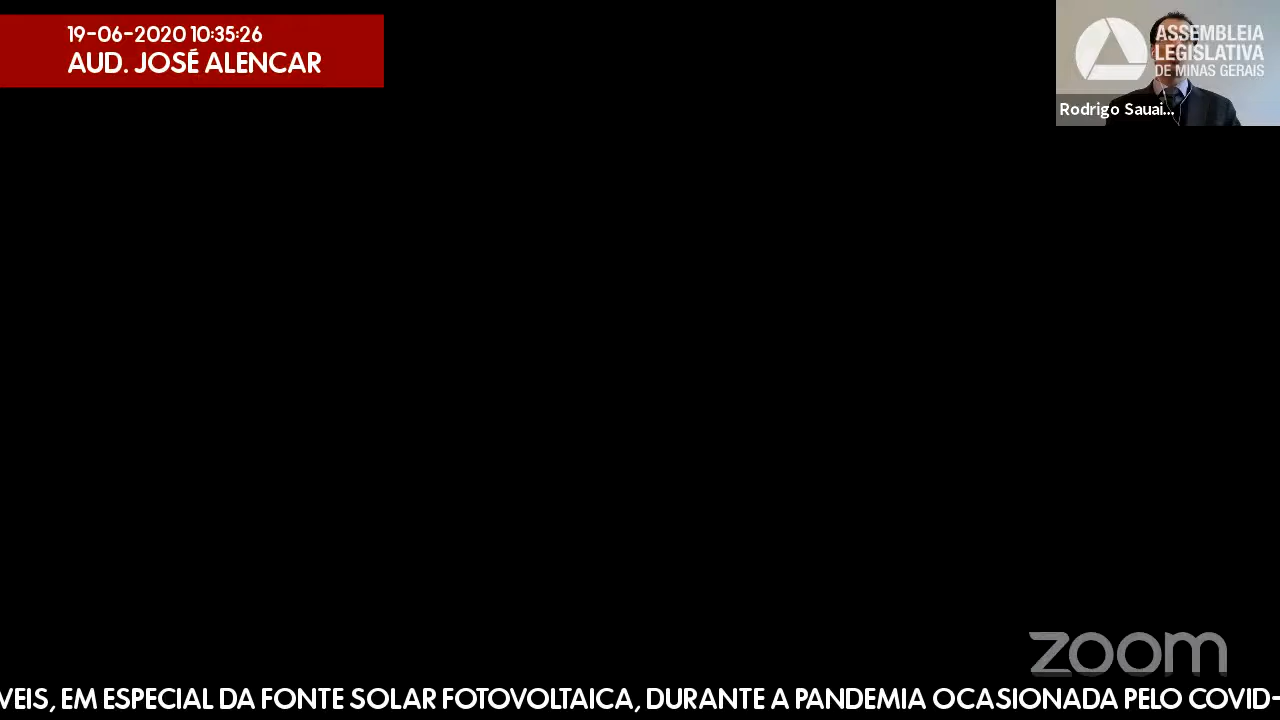 19-06-2020 10:35:26
AUD. JOSÉ ALENCAR
ASSEMBLEIA
LEGISLATIVA
DE MINAS GERAIS
Rodrigo Sauai...
zoom
VEIS, EM ESPECIAL DA FONTE SOLAR FOTOVOLTAICA, DURANTE A PANDEMIA OCASIONADA PELO COVID-